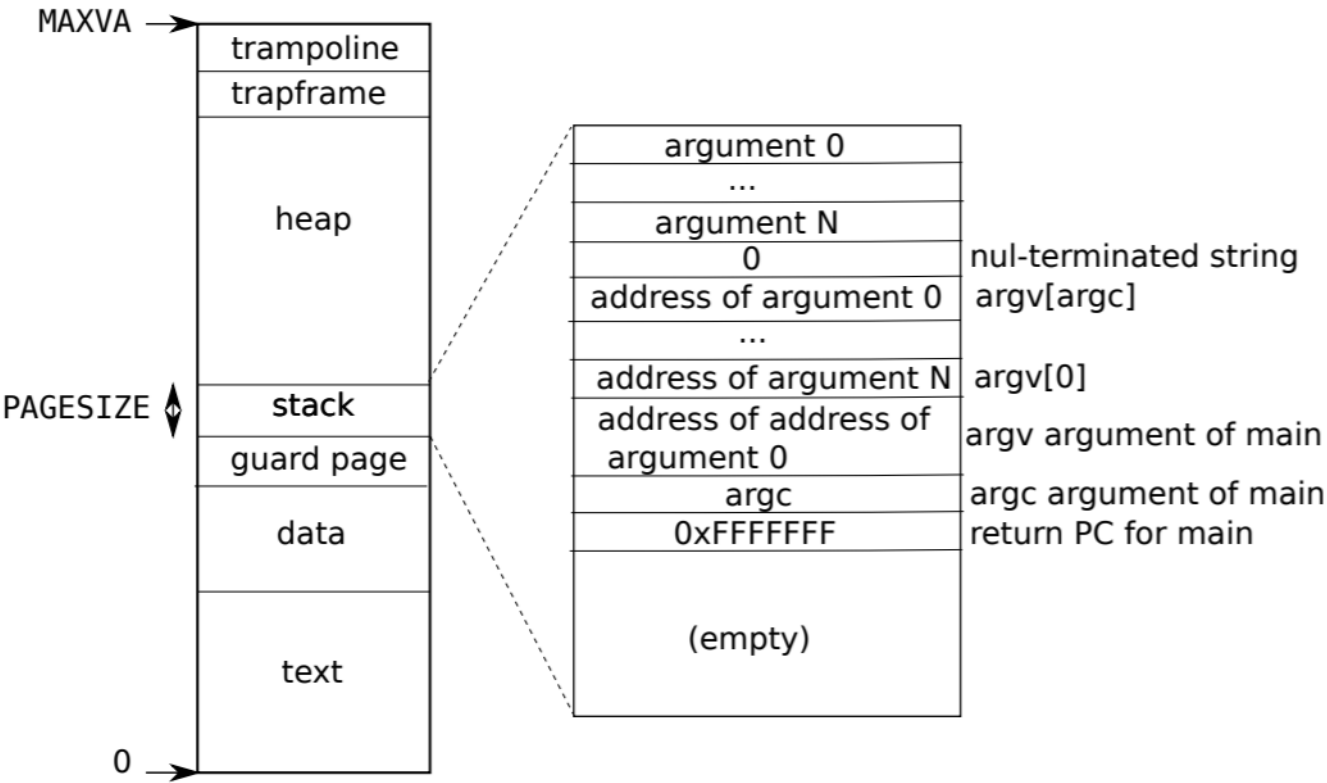 MAXVA
trampoline
trapframe
heap
PAGESIZE
stack
guard page
data
text
0
argument 0
...
argument N
0 nul-terminated string
address of argument 0 argv[argc]
...
address of argument N argv[0]
address of address of
argument 0
argv argument of main
argc argc argument of main
0xFFFFFFF return PC for main
(empty)